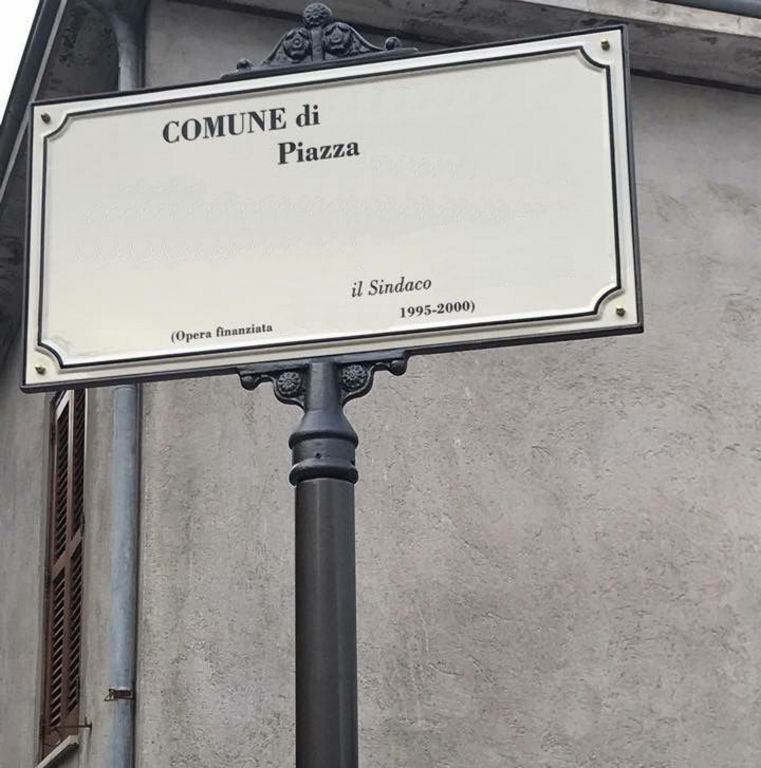 COMUNE di
Piazza
il Sindaco
(Opera finanziata 1995-2000)